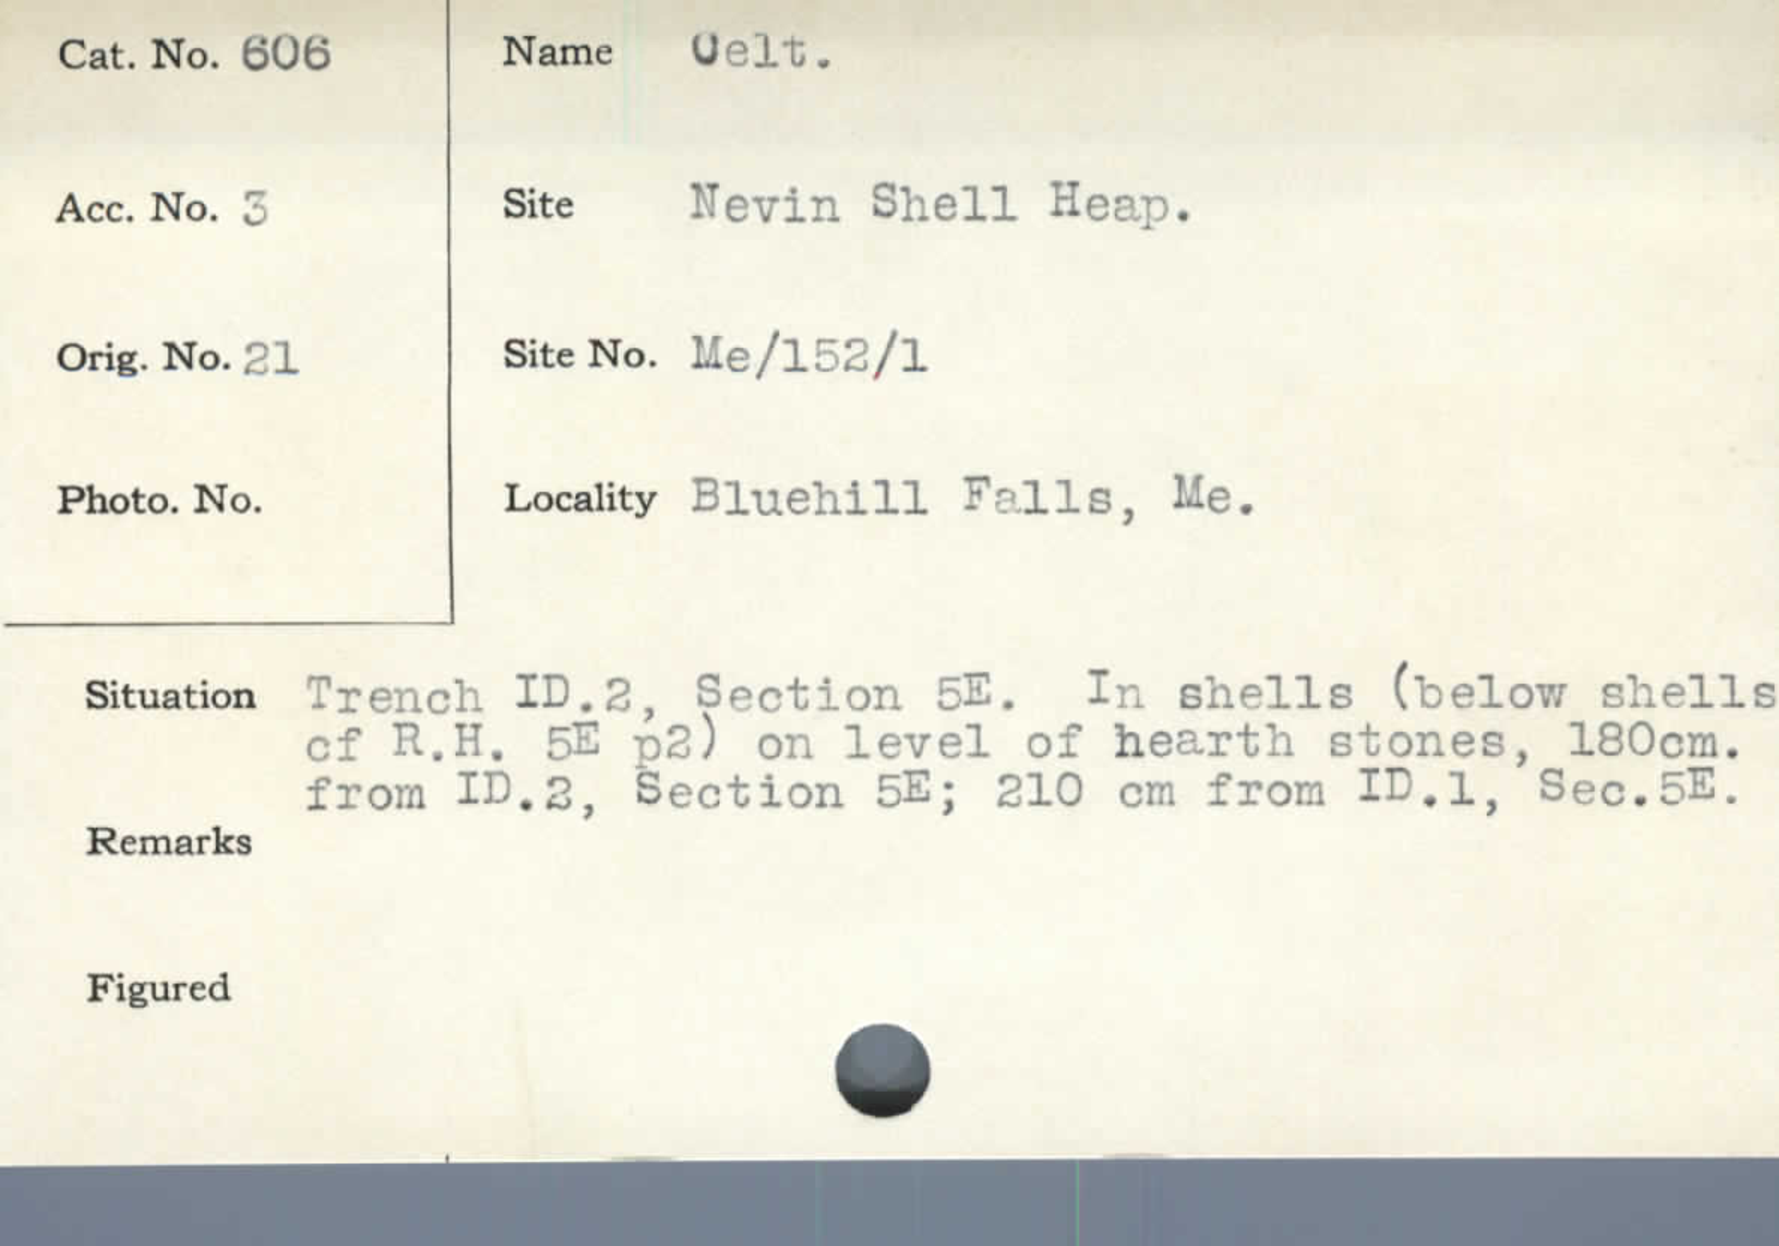 Cat. No. 606
Name Celt.
Acc. No. 3
Site Nevin Shell Heap.
Orig. No. 21
Site No. Me/152/1
Photo. No.
Locality Bluehill Falls, Me.
Situation Trench ID.2, Section 5E. In shells (below shells
cf R.H. 5E p2) on level of hearth stones, 180cm.
from ID.2, Section 5E; 210 cm from ID.1, Sec.5E.
Remarks
Figured